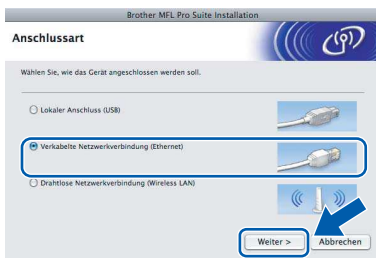 Brother MFL Pro Suite Installation
Anschlussart
Wählen Sie, wie das Gerät angeschlossen werden soll.
Lokaler Anschluss (USB)
Verkabelte Netzwerkverbindung (Ethernet)
Drahtlose Netzwerkverbindung (Wireless LAN)
Weiter > Abbrechen